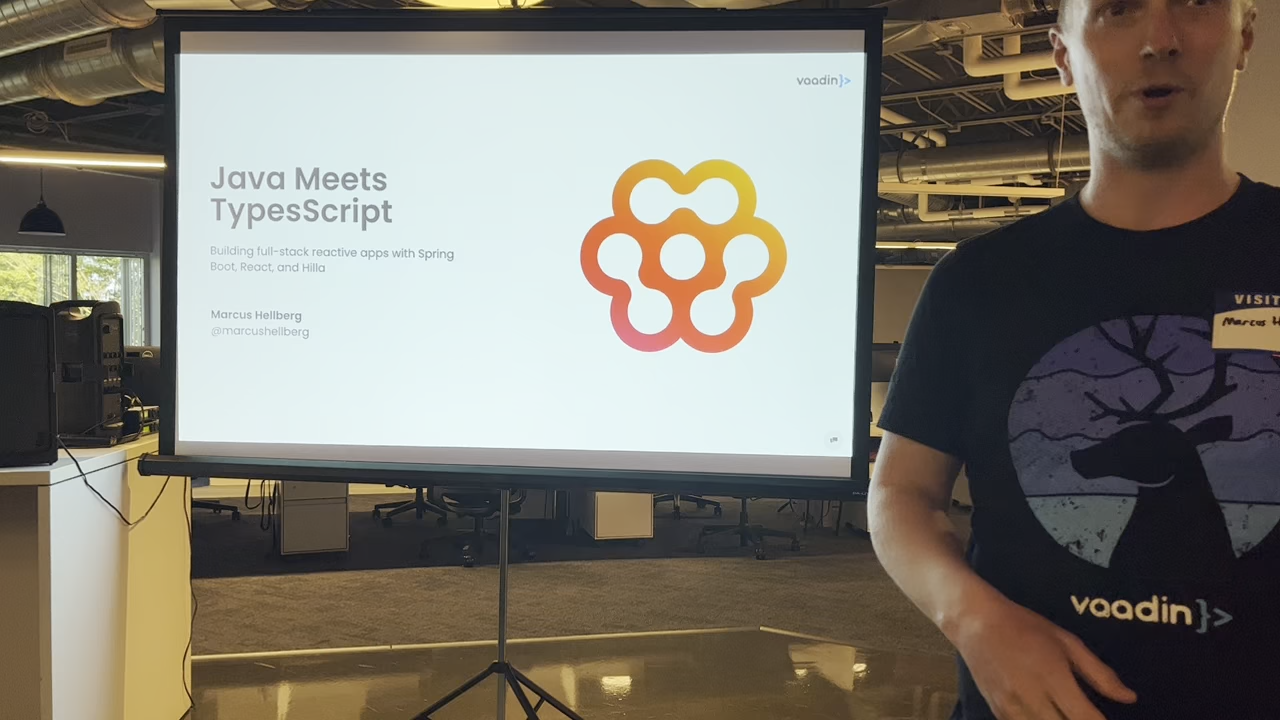 vaadin}>
Java Meets
TypesScript
Building full-stack reactive apps with Spring
Boot, React, and Hilla
Marcus Hellberg
@marcushellberg
VISIT
Marcus H
vaadin}>